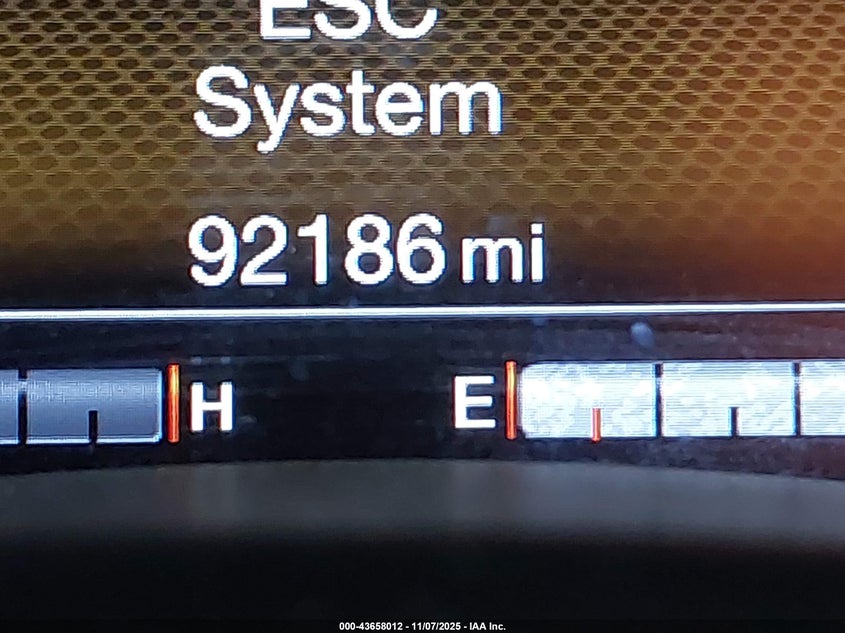 ESC
System
92186 mi
H E
000-43658012 - 11/07/2025 - IAA Inc.